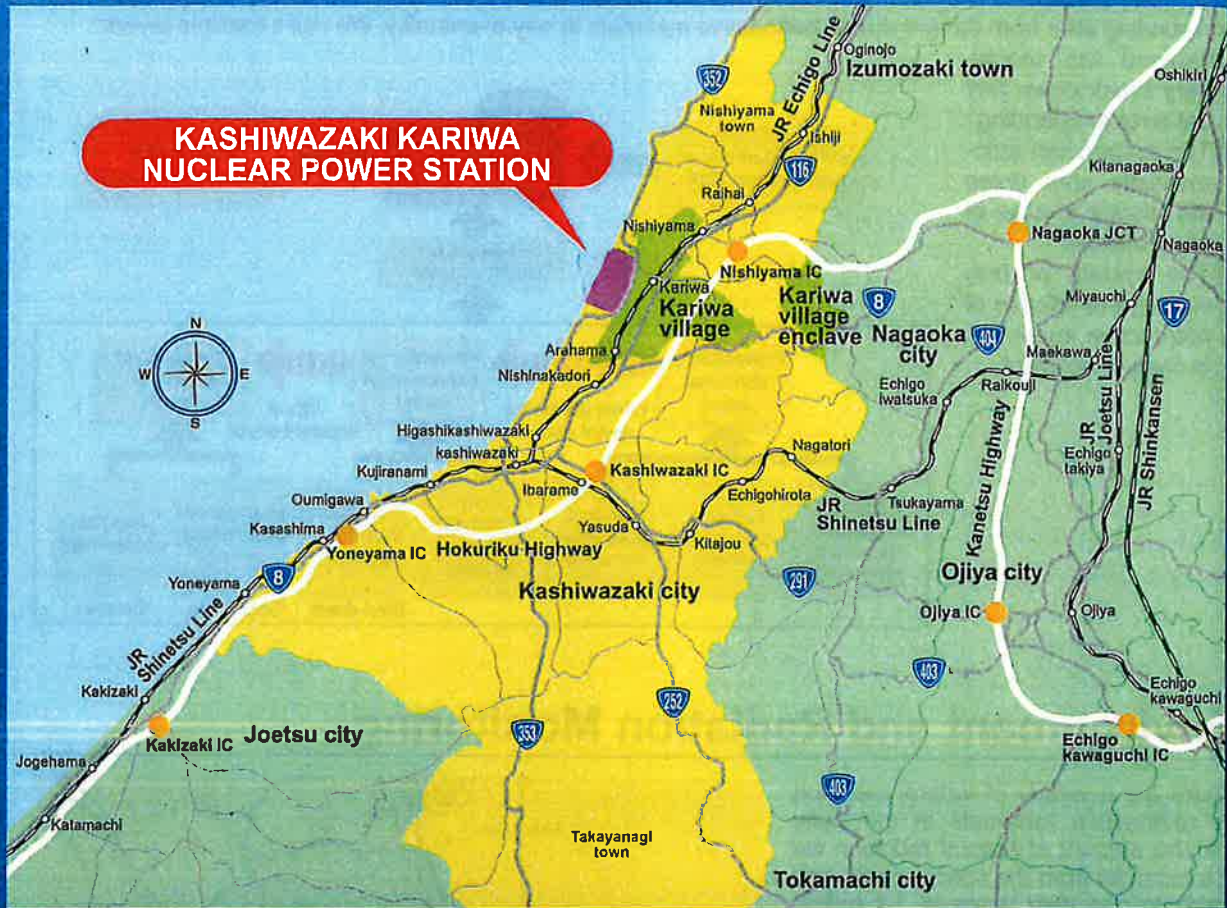 KASHIWAZAKI KARIWA
NUCLEAR POWER STATION
352
Oginojo
Izumozaki town
Oshikiri
Nishiyama
town
JR Echigo Line
Ishiji
116
Kitanagaoka
Raihai
Nishiyama
Nagaoka JCT
Nagaoka
Nishiyama IC
Kariwa
Kariwa
village
Kariwa
village
enclave
8
Nagaoka
city
404
Miyauchi
17
N
W
E
S
Arahama
Nishinakadori
Maekawa
Raikouji
Echigo
iwatsuka
JR
Joetsu Line
JR Shinkansen
Kanetsu Highway
Higashikashiwazaki
kashiwazaki
Kujiranami
Kashiwazaki IC
Nagatori
Echigo
takiya
Ibarame
Echigohirota
Oumigawa
JR
Shinetsu Line
Tsukayama
Kasashima
Yasuda
Kitajou
Yoneyama IC
Hokuriku Highway
Yoneyama
8
Kashiwazaki city
291
Ojiya city
Ojiya IC
Ojiya
JR
Shinetsu Line
403
Kakizaki
252
Echigo
kawaguchi
Kakizaki IC
Joetsu city
353
Echigo
kawaguchi IC
Jogehama
403
Katamachi
Takayanagi
town
Tokamachi city